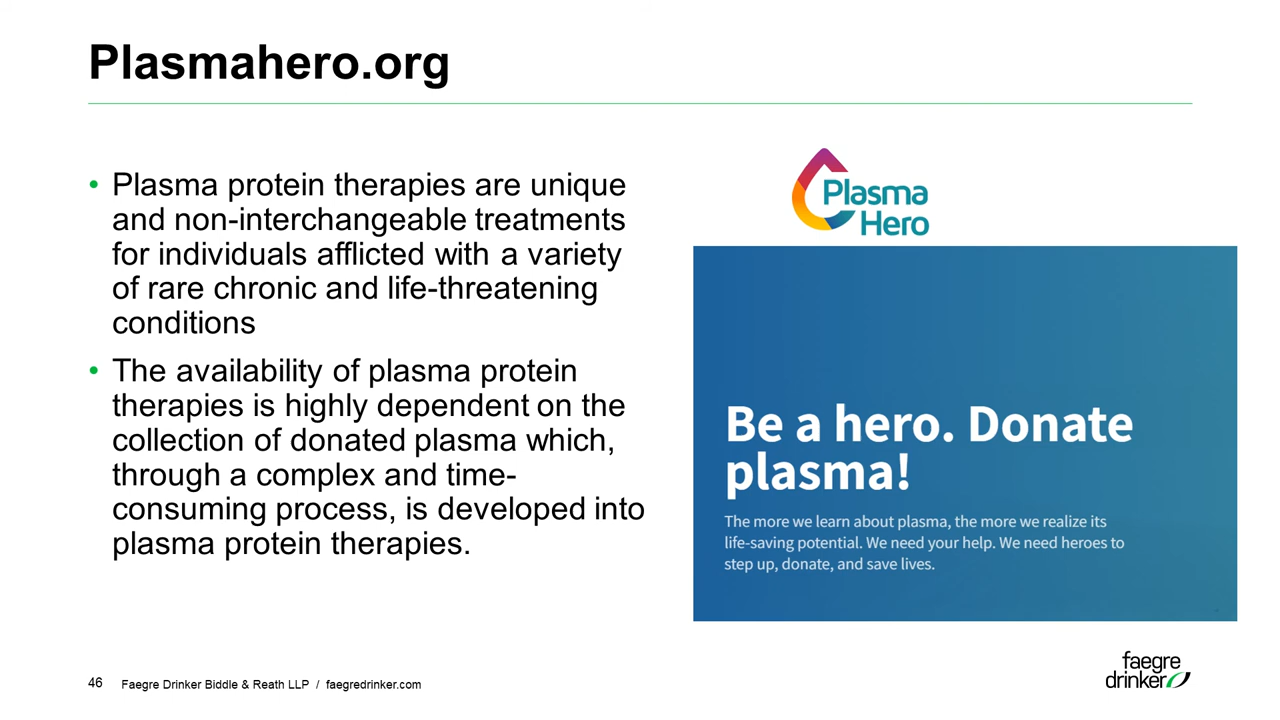 Plasmahero.org
• Plasma protein therapies are unique
and non-interchangeable treatments
for individuals afflicted with a variety
of rare chronic and life-threatening
conditions
• The availability of plasma protein
therapies is highly dependent on the
collection of donated plasma which,
through a complex and time-
consuming process, is developed into
plasma protein therapies.
Plasma
Hero
Be a hero. Donate
plasma!
The more we learn about plasma, the more we realize its
life-saving potential. We need your help. We need heroes to
step up, donate, and save lives.
46 Faegre Drinker Biddle & Reath LLP / faegredrinker.com
faegre
drinker